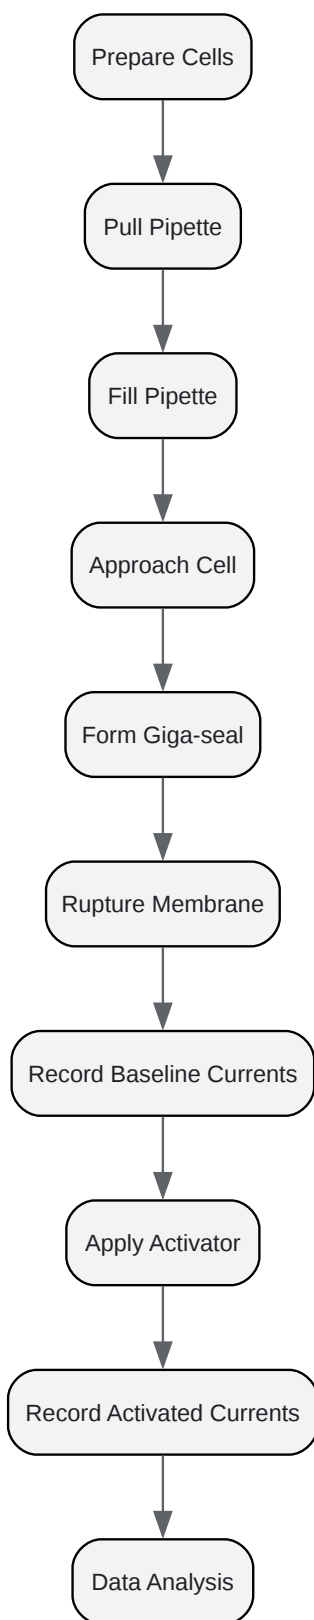 Prepare Cells
Pull Pipette
Fill Pipette
Approach Cell
Form Giga-seal
Rupture Membrane
Record Baseline Currents
Apply Activator
Record Activated Currents
Data Analysis